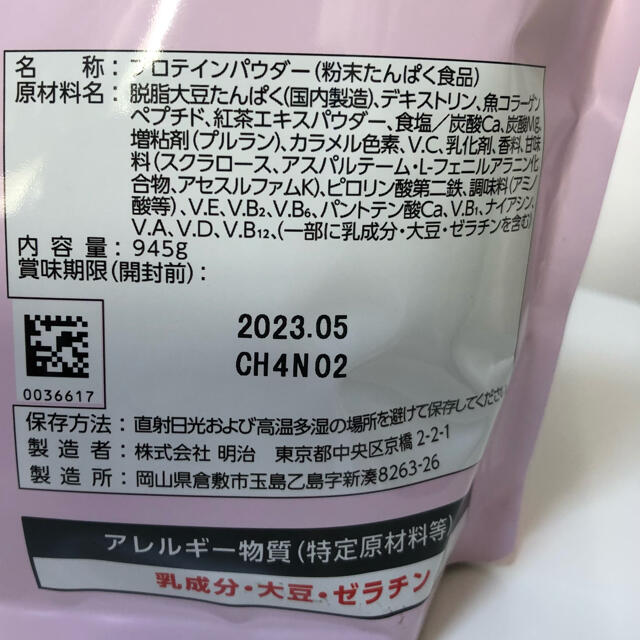 名 称:プロテインパウダー(粉末たんぱく食品)
原材料名:脱脂大豆たんぱく(国内製造)、デキストリン、魚コラーゲン
ペプチド、紅茶エキスパウダー、食塩/炭酸Ca、炭酸Mg、
増粘剤(プルラン)、カラメル色素、V.C、乳化剤、香料、甘味
料(スクラロース、アスパルテーム・L-フェニルアラニン化
合物、アセスルファムK)、ピロリン酸第二鉄、調味料(アミノ
酸等)、V.E、V.B₂、V.B₆、パントテン酸Ca、V.B₁、ナイアシン、
V.A、V.D、V.B₁₂、(一部に乳成分・大豆・ゼラチンを含む)
内 容 量:945g
賞味期限(開封前):
2023.05
CH4N02
0036617
保存方法:直射日光および高温多湿の場所を避けて保存してください
製 造 者:株式会社 明治 東京都中央区京橋2-2-1
製 造 所:岡山県倉敷市玉島乙島字新湊8263-26
アレルギー物質(特定原材料等)
乳成分・大豆・ゼラチン